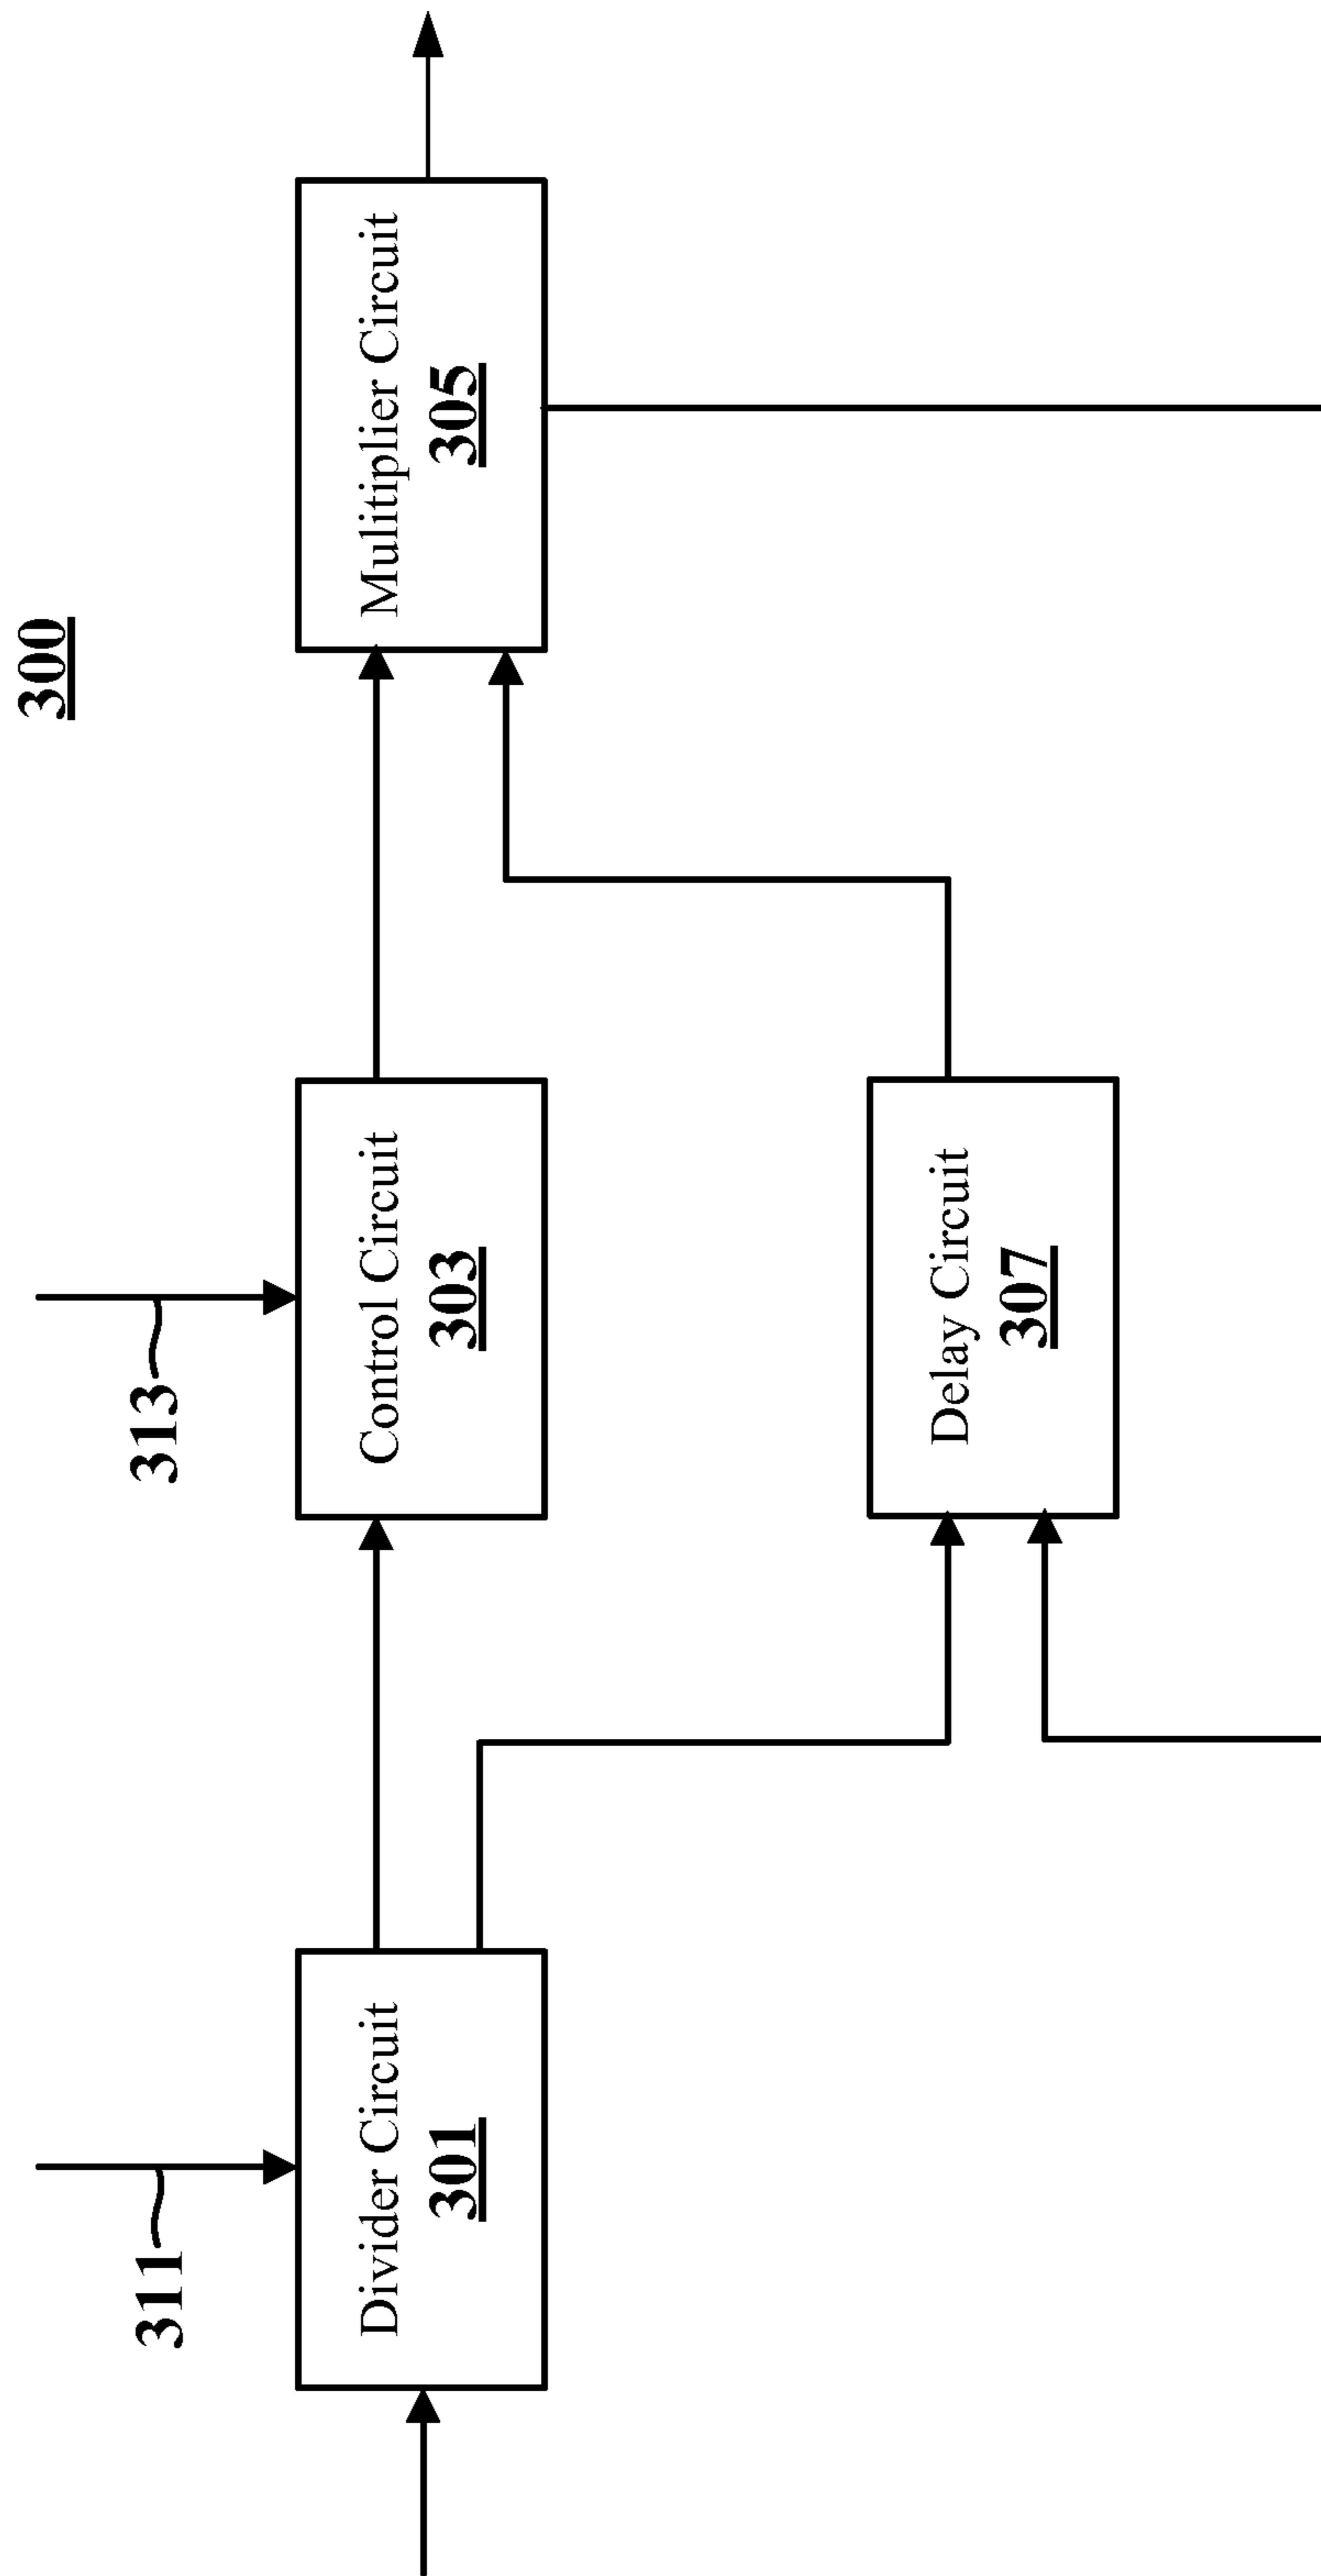 300
311
313
Divider Circuit
301
Control Circuit
303
Mulitiplier Circuit
305
Delay Circuit
307